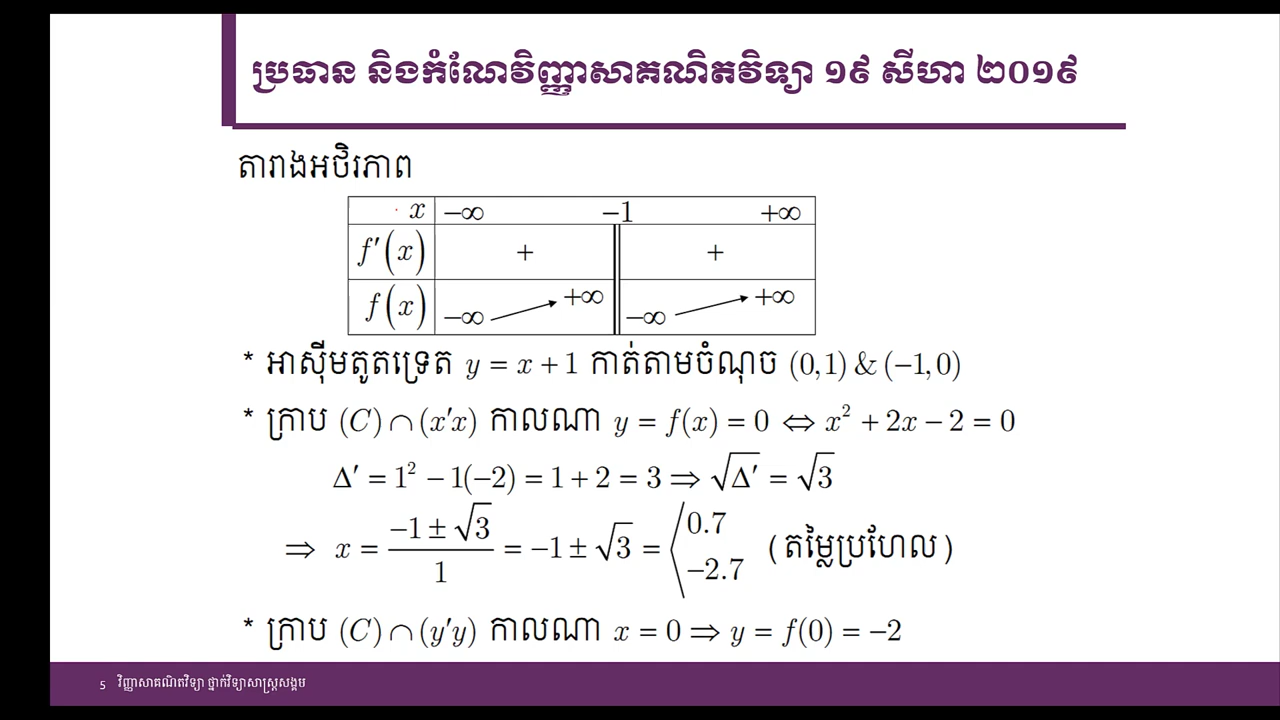 ប្រធាន និងកំណែវិញ្ញាសាគណិតវិទ្យា ១៩ សីហា ២០១៩
តារាងអថិរភាព
x −∞ −1 +∞
f′(x) + +
f(x) −∞ +∞ −∞ +∞
* អាស៊ីមតូតទ្រេត y = x + 1 កាត់តាមចំណុច (0,1) & (−1,0)
* ក្រាប (C) ∩ (x′x) កាលណា y = f(x) = 0 ⇔ x² + 2x − 2 = 0
Δ′ = 1² − 1(−2) = 1 + 2 = 3 ⇒ √Δ′ = √3
⇒ x = (−1 ± √3)/1 = −1 ± √3 = ⟨ 0.7 −2.7 (តម្លៃប្រហែល)
* ក្រាប (C) ∩ (y′y) កាលណា x = 0 ⇒ y = f(0) = −2
5 វិញ្ញាសាគណិតវិទ្យា ថ្នាក់វិទ្យាសាស្ត្រសង្គម